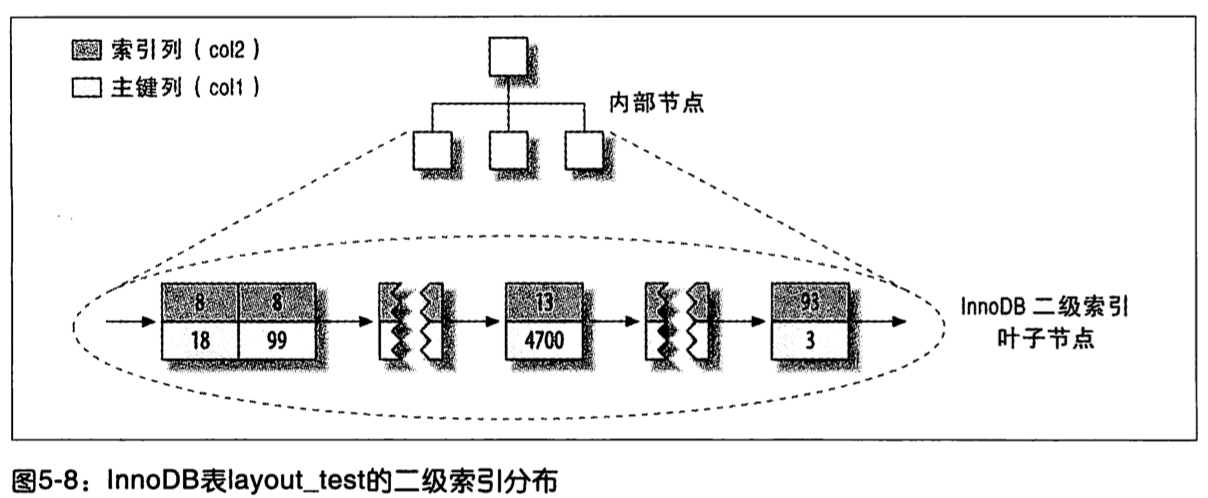 索引列（col2）
主键列（col1）
内部节点
8 8 13 93
18 99 4700 3
InnoDB 二级索引
叶子节点
图5-8：InnoDB表layout_test的二级索引分布